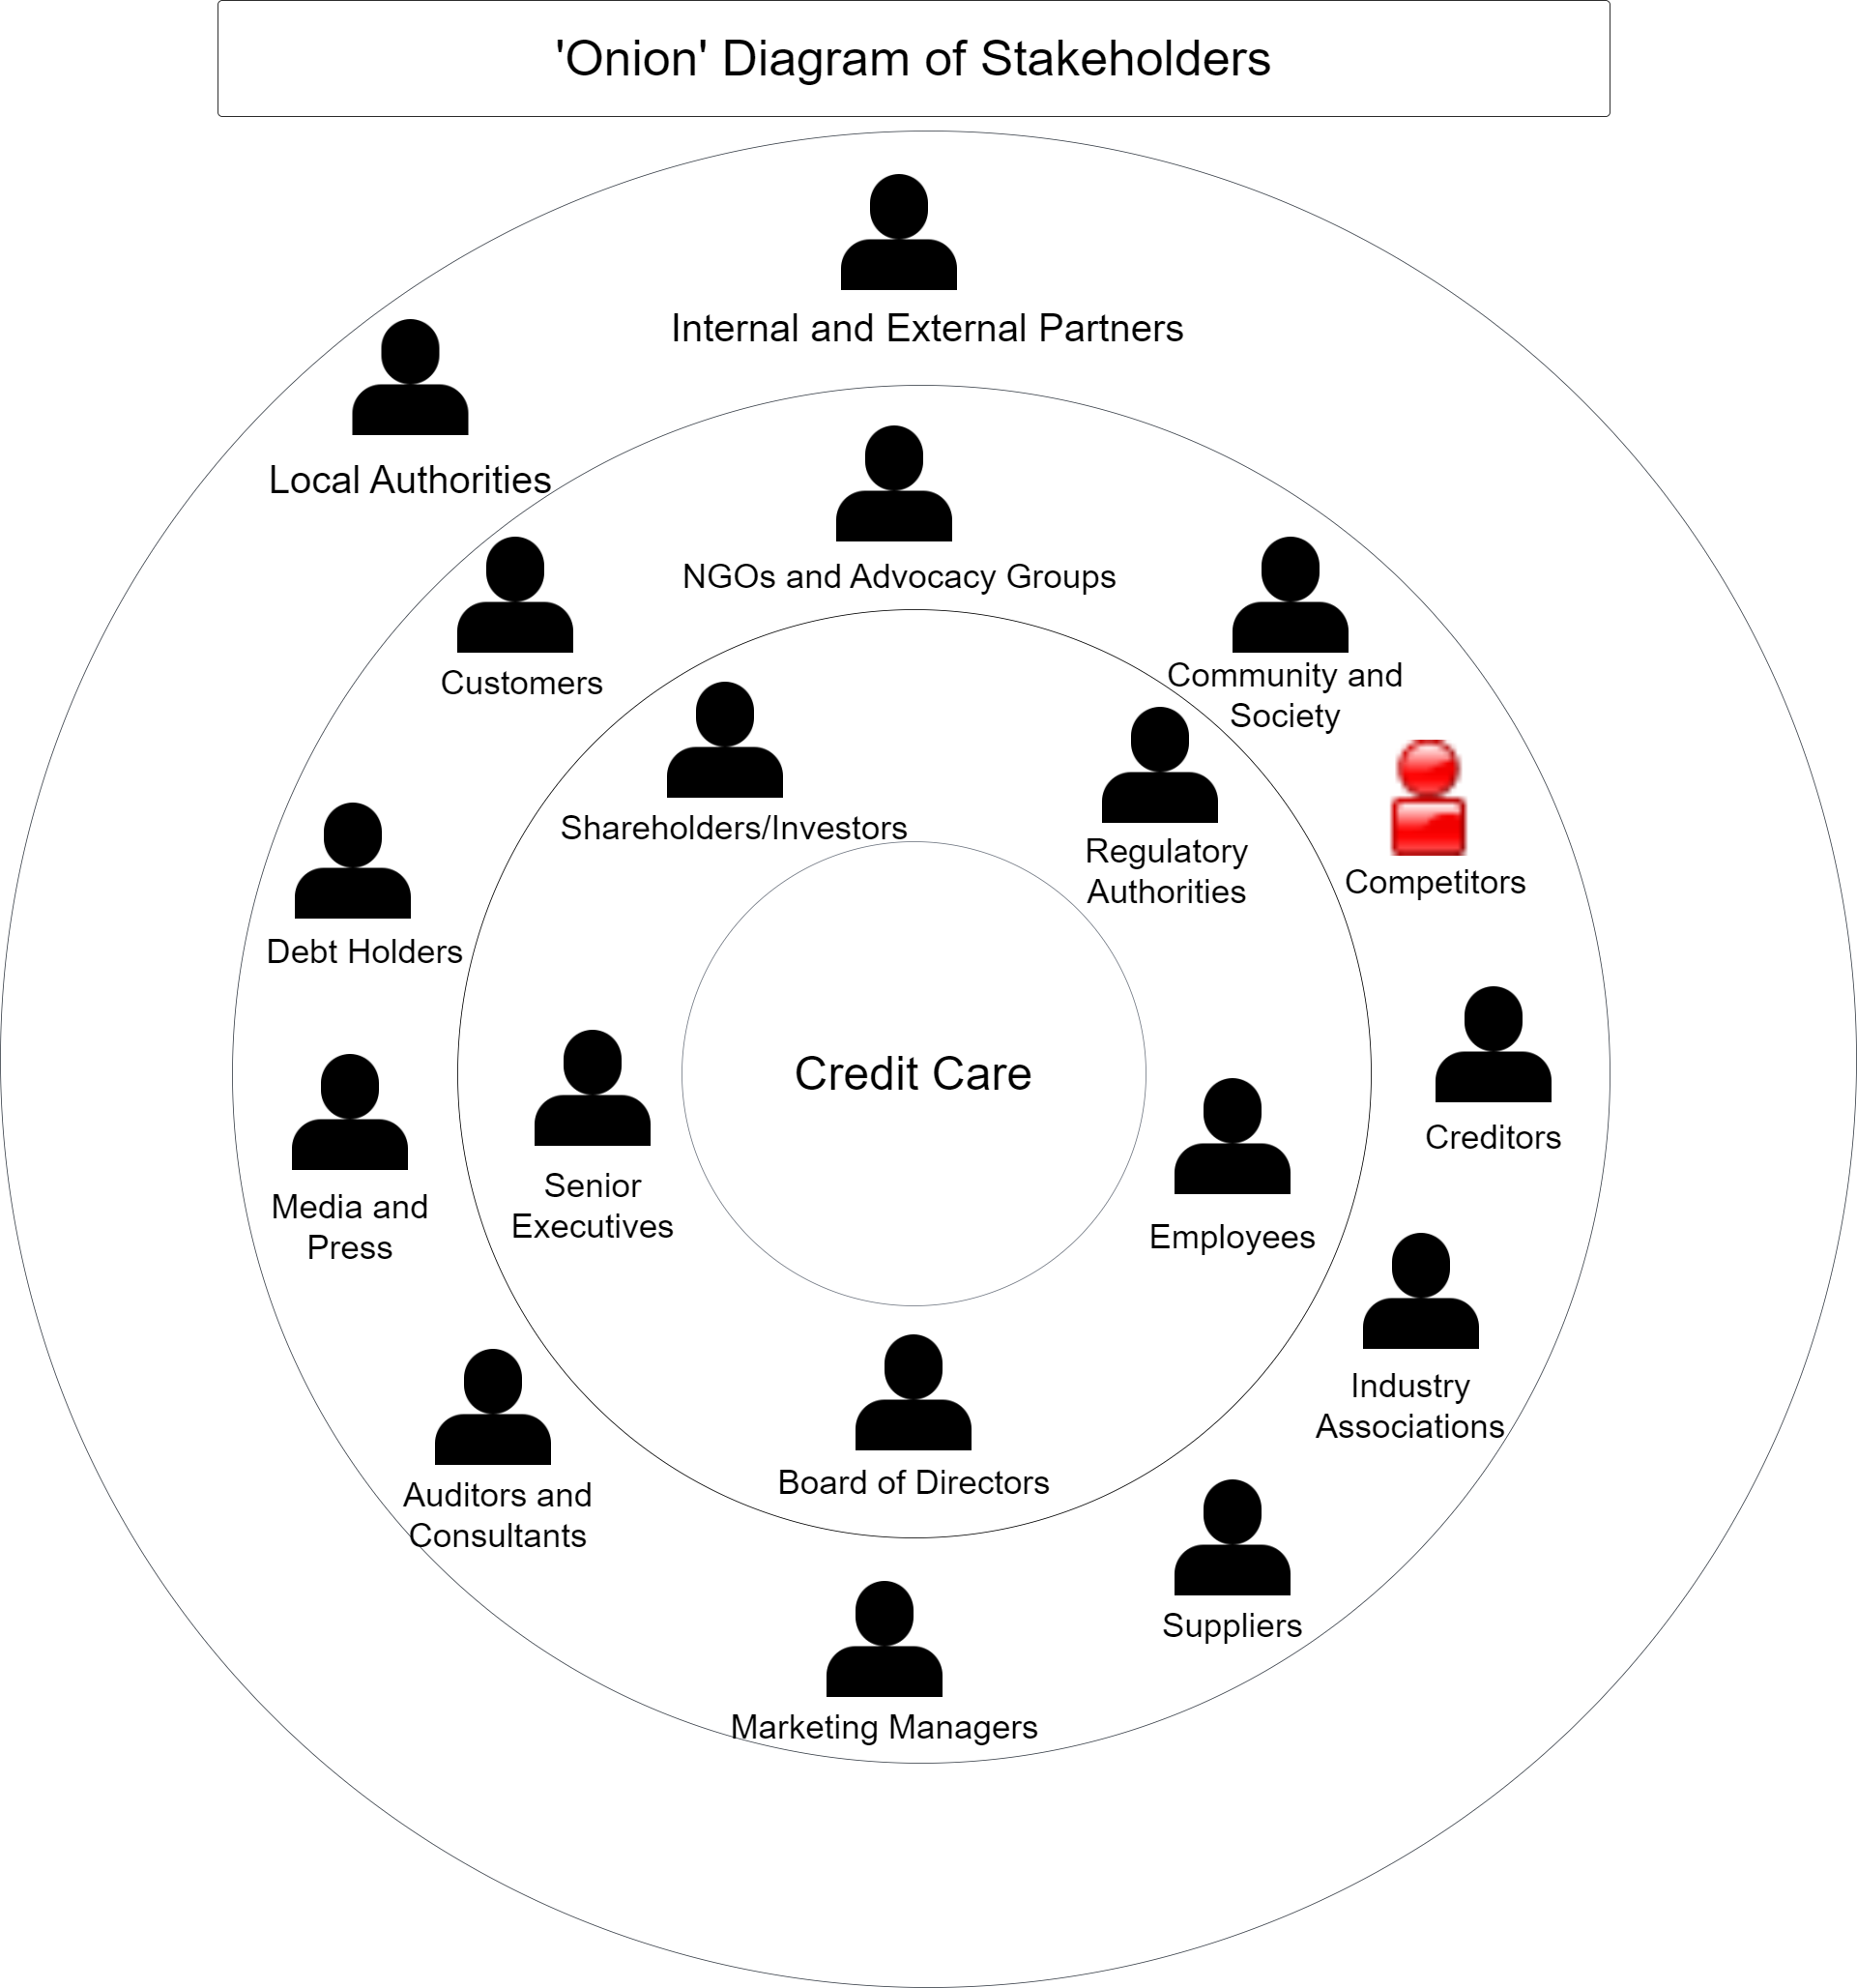 'Onion' Diagram of Stakeholders
Internal and External Partners
Local Authorities
NGOs and Advocacy Groups
Customers
Community and
Society
Shareholders/Investors
Regulatory
Authorities
Competitors
Debt Holders
Credit Care
Creditors
Senior
Executives
Media and
Press
Employees
Industry
Associations
Board of Directors
Auditors and
Consultants
Suppliers
Marketing Managers